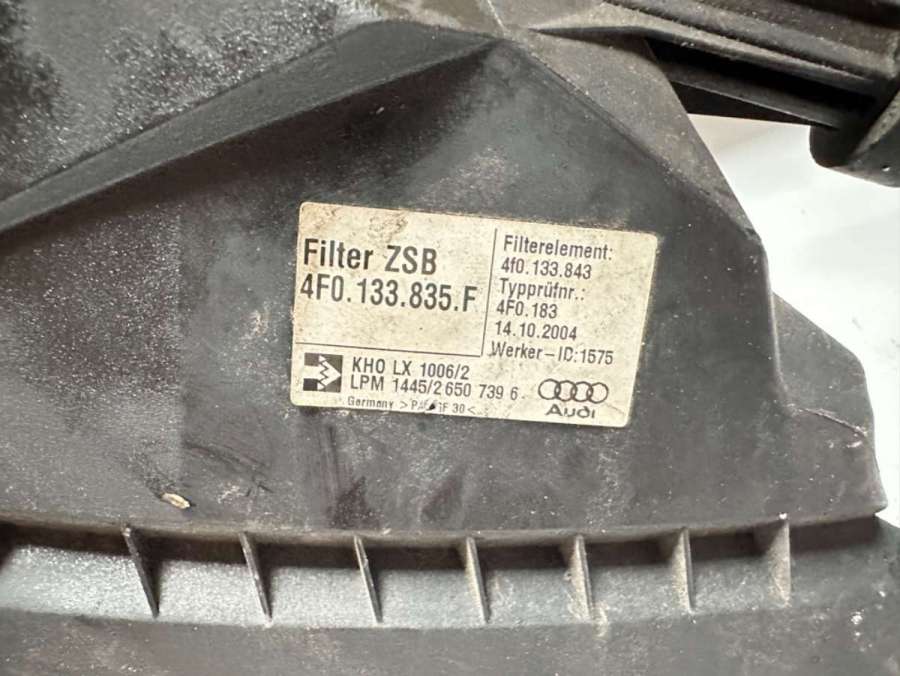 Filter ZSB
4F0.133.835.F
Filterelement:
4f0.133.843
Typprüfnr.:
4F0.183
14.10.2004
Werker-ID:1575
KHO LX 1006/2
LPM 1445/2 650 739 6
Germany
Audi